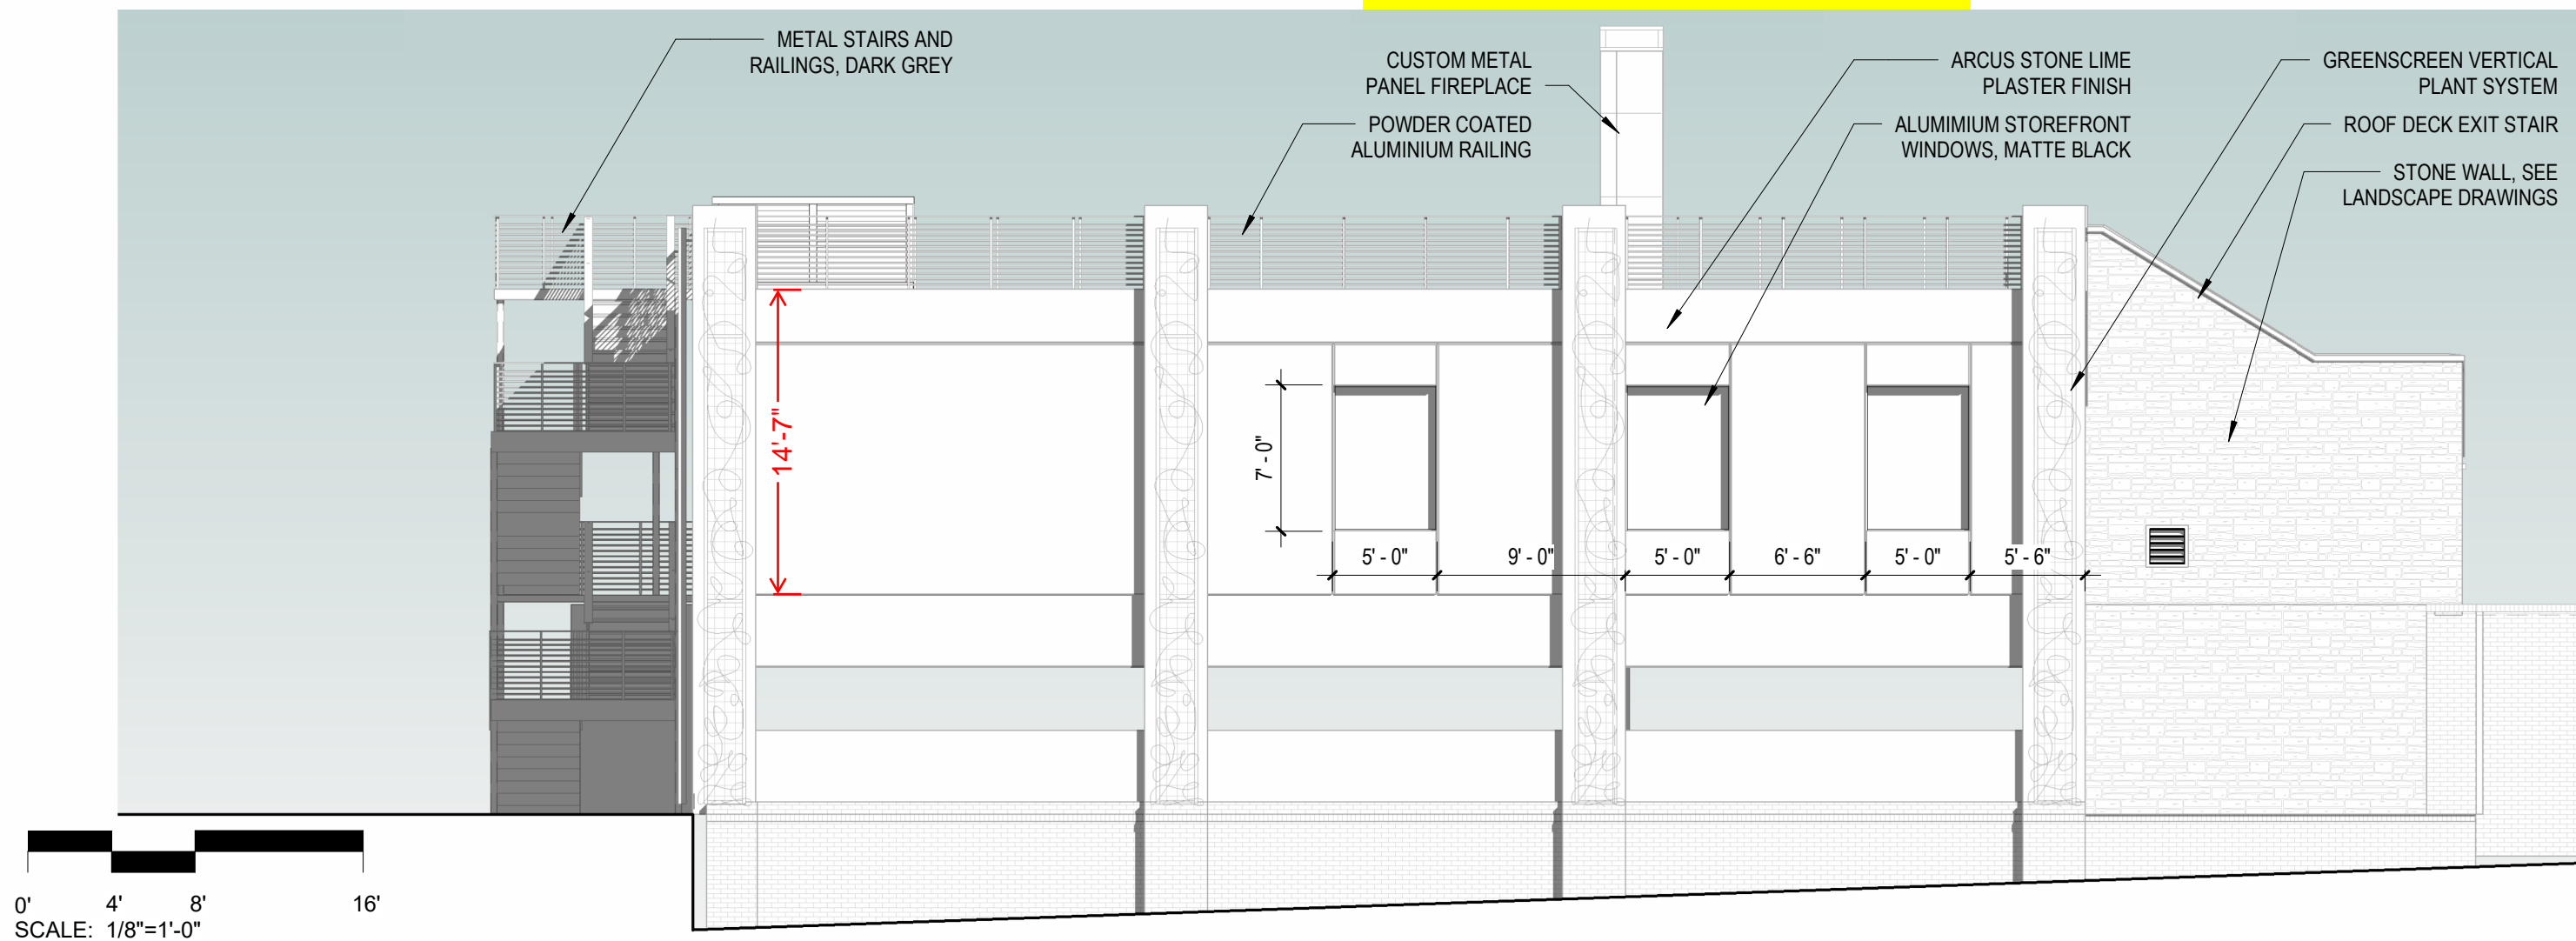 METAL STAIRS AND
RAILINGS, DARK GREY
CUSTOM METAL
PANEL FIREPLACE
POWDER COATED
ALUMINIUM RAILING
ARCUS STONE LIME
PLASTER FINISH
ALUMIMIUM STOREFRONT
WINDOWS, MATTE BLACK
GREENSCREEN VERTICAL
PLANT SYSTEM
ROOF DECK EXIT STAIR
STONE WALL, SEE
LANDSCAPE DRAWINGS
14'-7"
7' - 0"
5' - 0"
9' - 0"
5' - 0"
6' - 6"
5' - 0"
5' - 6"
0' 4' 8' 16'
SCALE: 1/8"=1'-0"